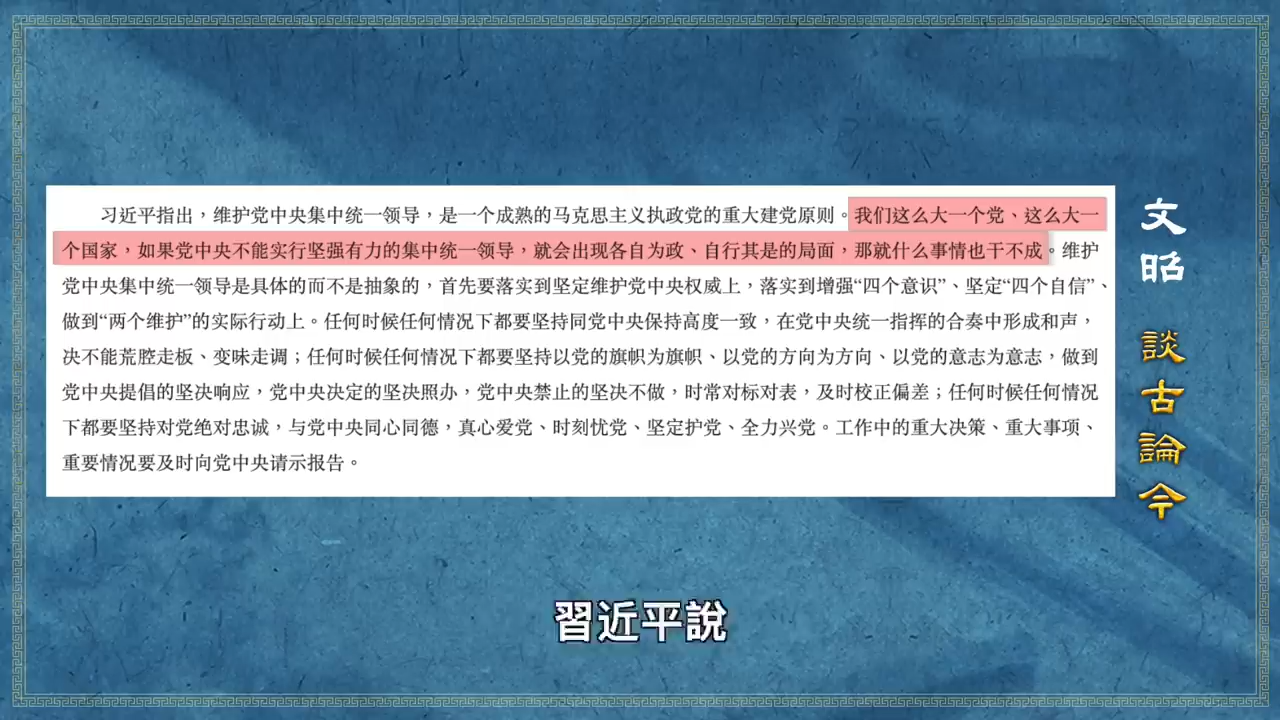 习近平指出，维护党中央集中统一领导，是一个成熟的马克思主义执政党的重大建党原则。我们这么大一个党、这么大一
个国家，如果党中央不能实行坚强有力的集中统一领导，就会出现各自为政、自行其是的局面，那就什么事情也干不成。维护
党中央集中统一领导是具体的而不是抽象的，首先要落实到坚定维护党中央权威上，落实到增强“四个意识”、坚定“四个自信”、
做到“两个维护”的实际行动上。任何时候任何情况下都要坚持同党中央保持高度一致，在党中央统一指挥的合奏中形成和声，
决不能荒腔走板、变味走调；任何时候任何情况下都要坚持以党的旗帜为旗帜、以党的方向为方向、以党的意志为意志，做到
党中央提倡的坚决响应，党中央决定的坚决照办，党中央禁止的坚决不做，时常对标对表，及时校正偏差；任何时候任何情况
下都要坚持对党绝对忠诚，与党中央同心同德，真心爱党、时刻忧党、坚定护党、全力兴党。工作中的重大决策、重大事项、
重要情况要及时向党中央请示报告。
文昭
談古論今
習近平說